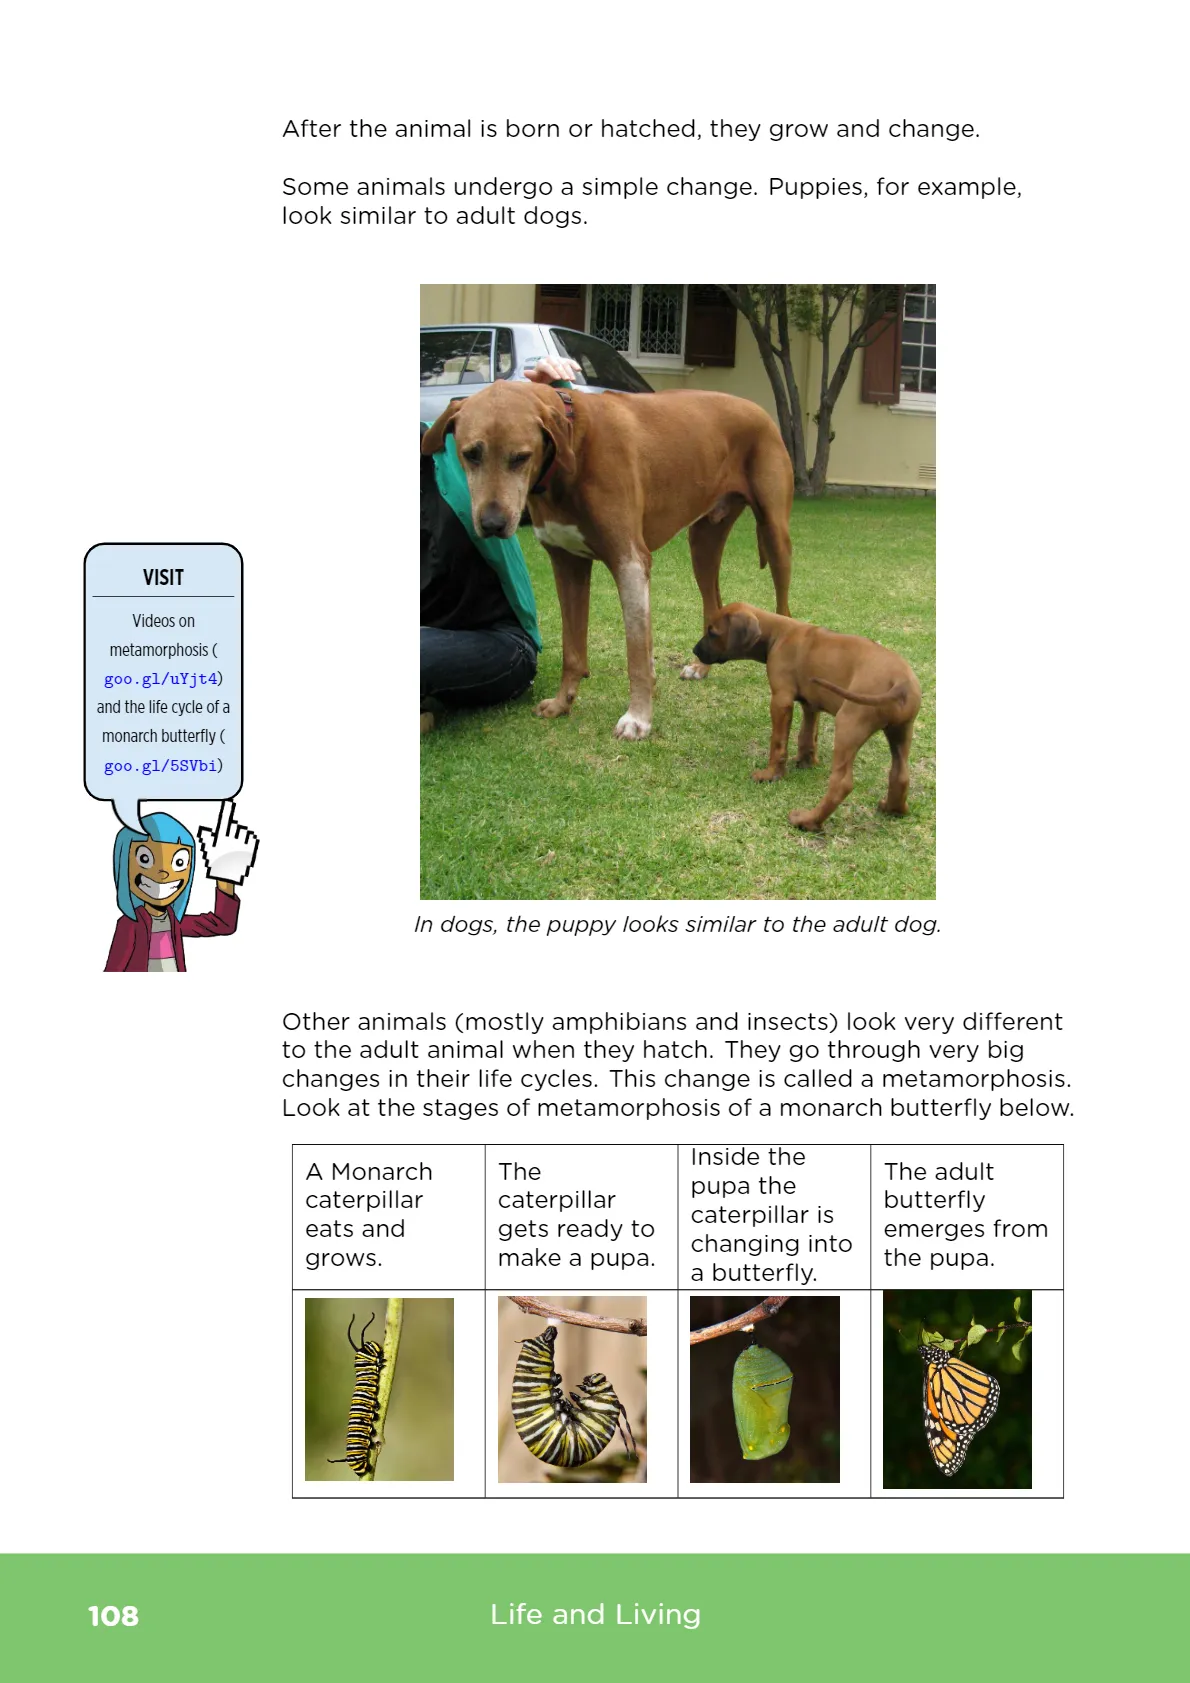 After the animal is born or hatched, they grow and change.
Some animals undergo a simple change. Puppies, for example,
look similar to adult dogs.
VISIT
Videos on
metamorphosis (
goo.gl/uYjt4)
and the life cycle of a
monarch butterfly (
goo.gl/5SVbi)
In dogs, the puppy looks similar to the adult dog.
Other animals (mostly amphibians and insects) look very different
to the adult animal when they hatch. They go through very big
changes in their life cycles. This change is called a metamorphosis.
Look at the stages of metamorphosis of a monarch butterfly below.
A Monarch
caterpillar
eats and
grows.
The
caterpillar
gets ready to
make a pupa.
Inside the
pupa the
caterpillar is
changing into
a butterfly.
The adult
butterfly
emerges from
the pupa.
108
Life and Living